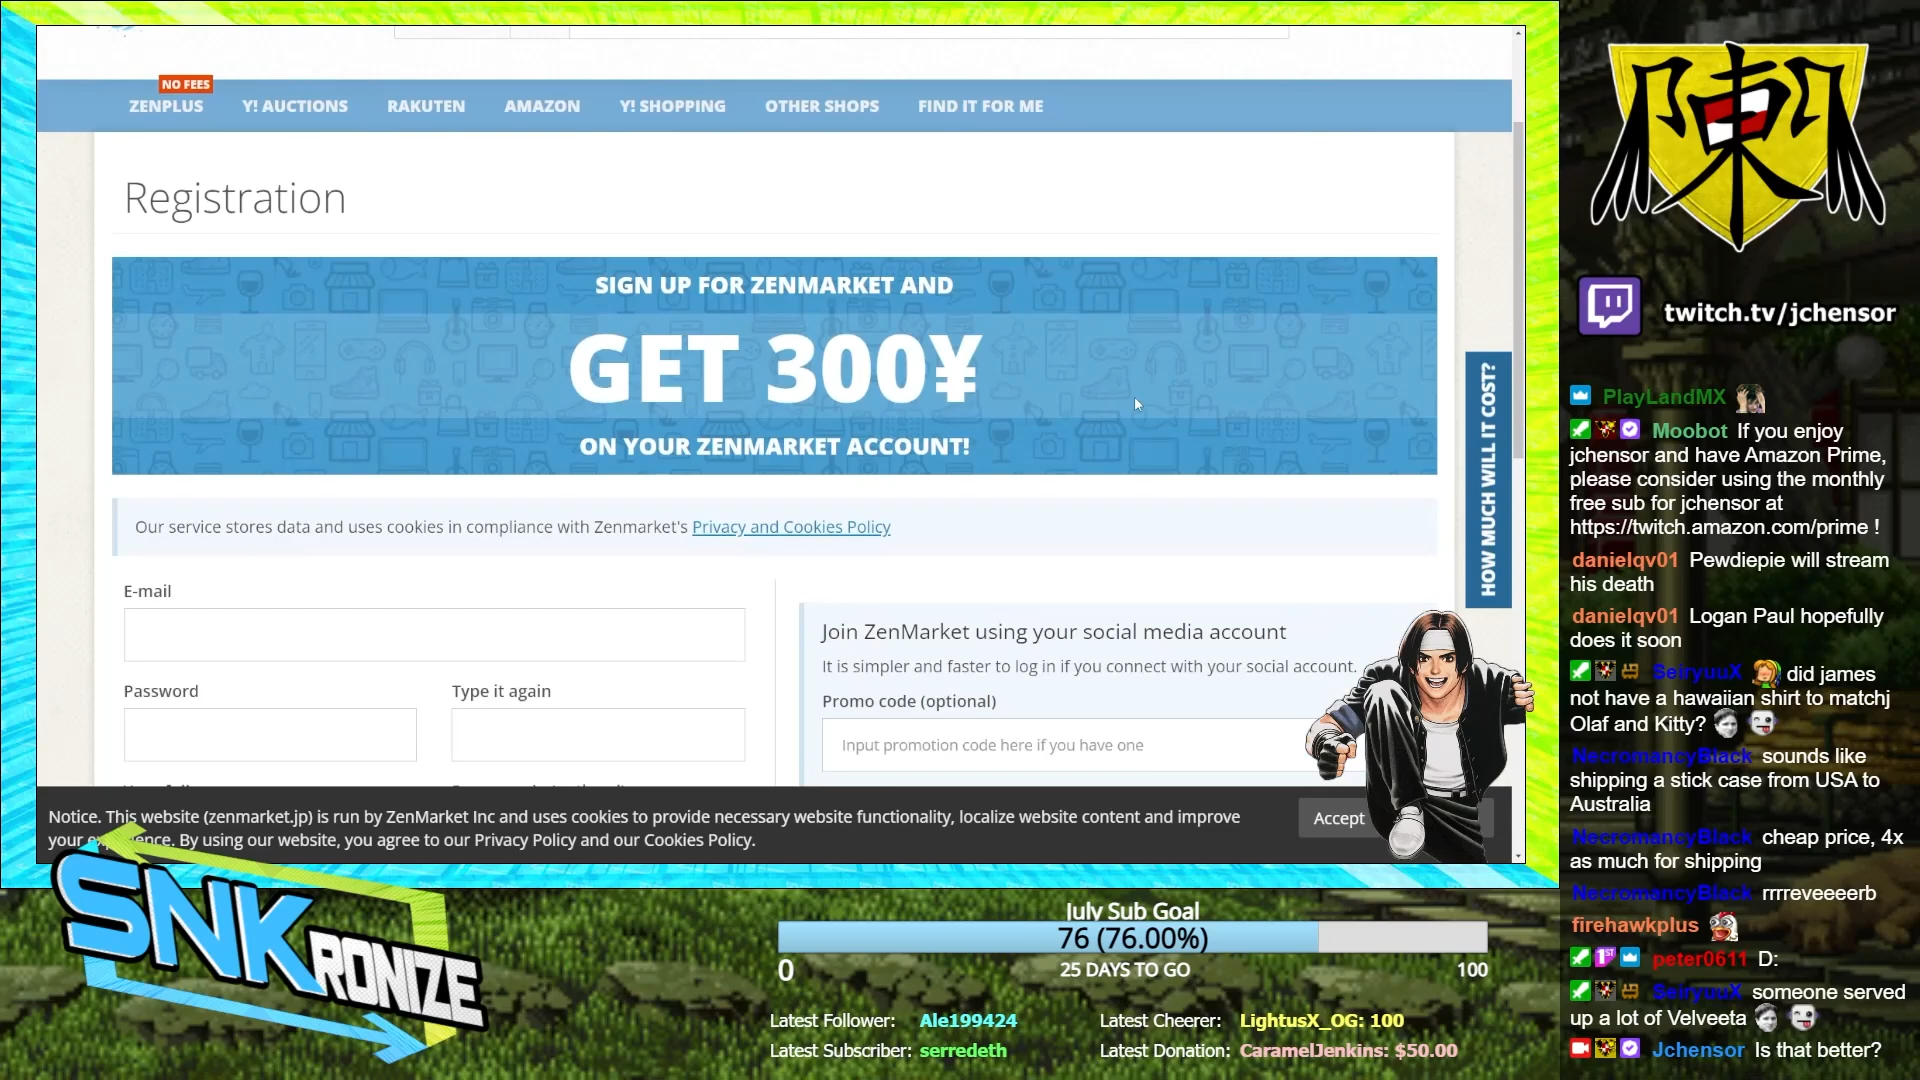 NO FEES
ZENPLUS
Y! AUCTIONS
RAKUTEN
AMAZON
Y! SHOPPING
OTHER SHOPS
FIND IT FOR ME
Registration
SIGN UP FOR ZENMARKET AND
GET 300¥
ON YOUR ZENMARKET ACCOUNT!
HOW MUCH WILL IT COST?
Our service stores data and uses cookies in compliance with Zenmarket's Privacy and Cookies Policy
E-mail
Password
Type it again
Join ZenMarket using your social media account
It is simpler and faster to log in if you connect with your social account.
Promo code (optional)
Input promotion code here if you have one
Notice. This website (zenmarket.jp) is run by ZenMarket Inc and uses cookies to provide necessary website functionality, localize website content and improve
your experience. By using our website, you agree to our Privacy Policy and our Cookies Policy.
Accept
SNK
RONIZE
July Sub Goal
76 (76.00%)
0
25 DAYS TO GO
100
Latest Follower: Ale199424
Latest Cheerer: LightusX_OG: 100
Latest Subscriber: serredeth
Latest Donation: CaramelJenkins: $50.00
陳
twitch.tv/jchensor
PlayLandMX
Moobot If you enjoy
jchensor and have Amazon Prime,
please consider using the monthly
free sub for jchensor at
https://twitch.amazon.com/prime !
danielqv01 Pewdiepie will stream
his death
danielqv01 Logan Paul hopefully
does it soon
SeiryuuX did james
not have a hawaiian shirt to matchj
Olaf and Kitty?
NecromancyBlack sounds like
shipping a stick case from USA to
Australia
NecromancyBlack cheap price, 4x
as much for shipping
NecromancyBlack rrrreveeeerb
firehawkplus
1ST peter0611 D:
SeiryuuX someone served
up a lot of Velveeta
Jchensor Is that better?